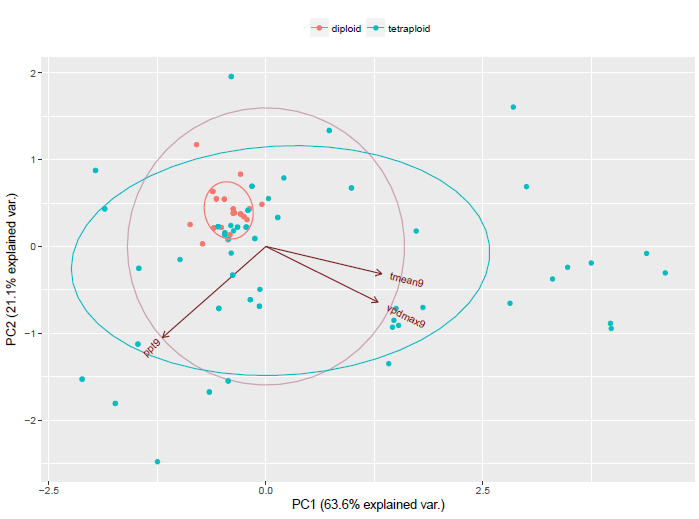 diploid tetraploid
2
1
0
−1
−2
PC2 (21.1% explained var.)
tmean9
vpdmax9
ppt9
−2.5 0.0 2.5
PC1 (63.6% explained var.)